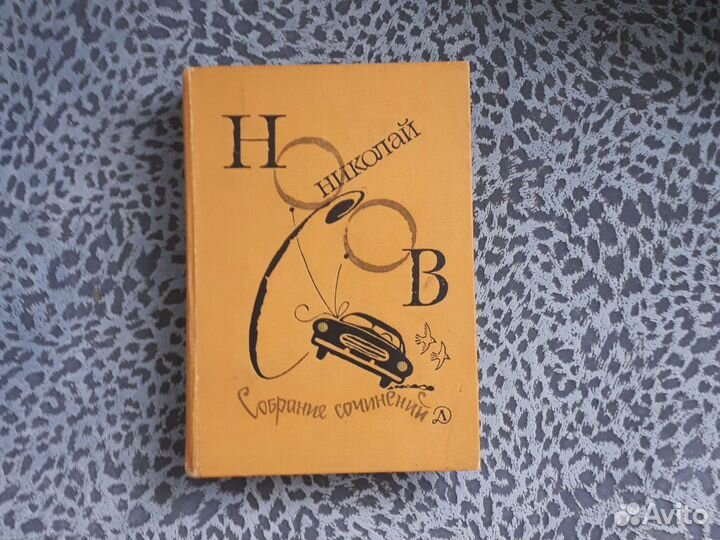 НОСОВ
николай
Собрание сочинений
Д
Avito